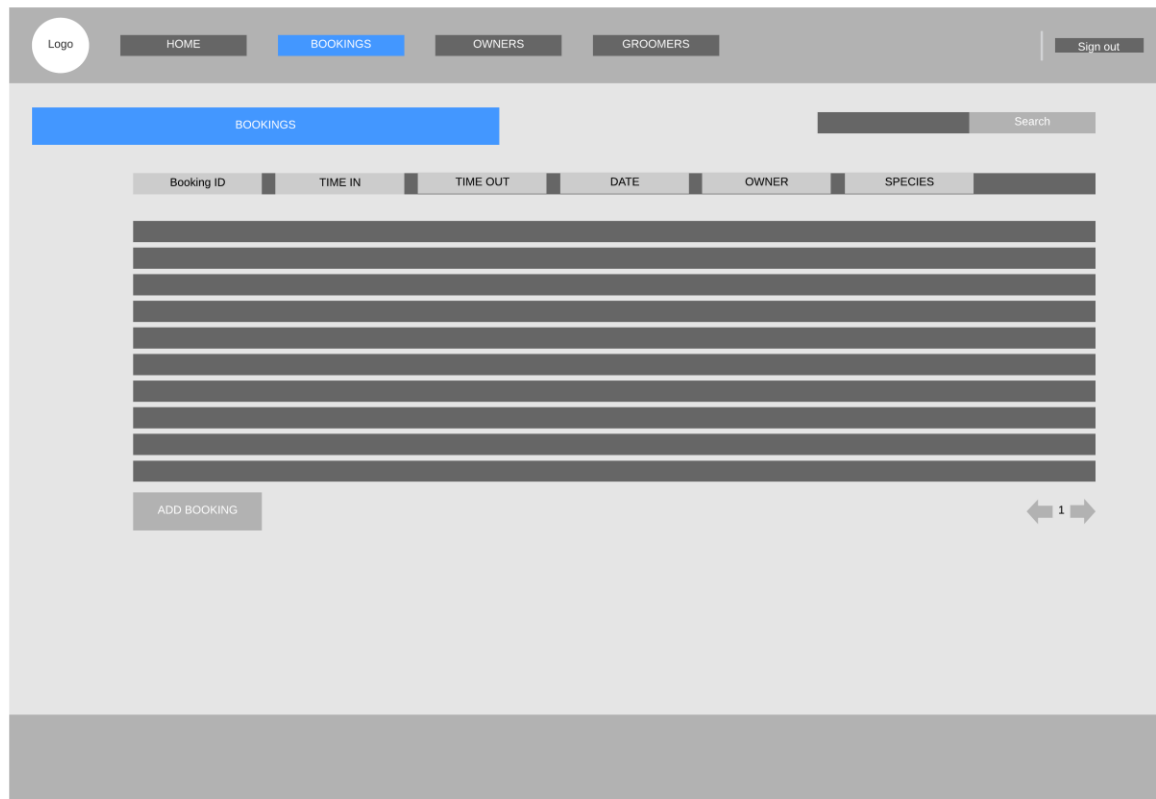 Logo
HOME
BOOKINGS
OWNERS
GROOMERS
Sign out
BOOKINGS
Search
Booking ID
TIME IN
TIME OUT
DATE
OWNER
SPECIES
ADD BOOKING
1